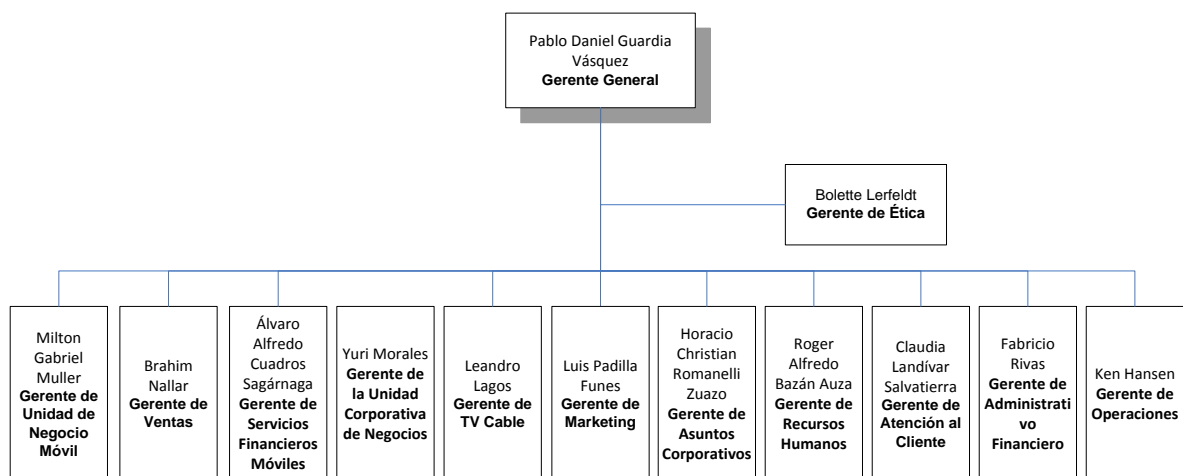 Pablo Daniel Guardia
Vásquez
Gerente General
Bolette Lerfeldt
Gerente de Ética
Milton
Gabriel
Muller
Gerente de
Unidad de
Negocio
Móvil
Brahim
Nallar
Gerente de
Ventas
Álvaro
Alfredo
Cuadros
Sagárnaga
Gerente de
Servicios
Financieros
Móviles
Yuri Morales
Gerente de
la Unidad
Corporativa
de Negocios
Leandro
Lagos
Gerente de
TV Cable
Luis Padilla
Funes
Gerente de
Marketing
Horacio
Christian
Romanelli
Zuazo
Gerente de
Asuntos
Corporativos
Roger
Alfredo
Bazán Auza
Gerente de
Recursos
Humanos
Claudia
Landívar
Salvatierra
Gerente de
Atención al
Cliente
Fabricio
Rivas
Gerente de
Administrati
vo
Financiero
Ken Hansen
Gerente de
Operaciones